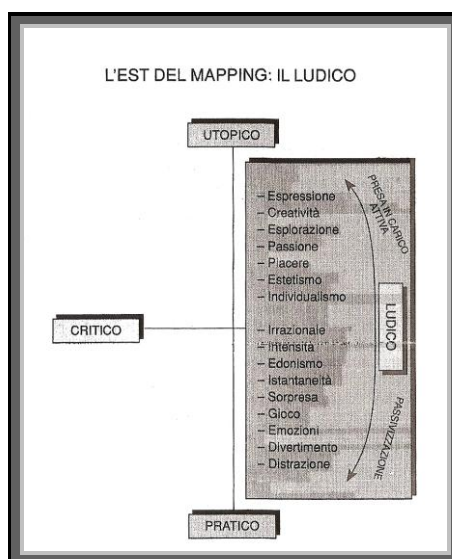 L'EST DEL MAPPING: IL LUDICO
UTOPICO
PRESA IN CARICO
ATTIVA
– Espressione
– Creatività
– Esplorazione
– Passione
– Piacere
– Estetismo
– Individualismo
CRITICO
LUDICO
– Irrazionale
– Intensità
– Edonismo
– Istantaneità
– Sorpresa
– Gioco
– Emozioni
– Divertimento
– Distrazione
PASSIVIZZAZIONE
PRATICO